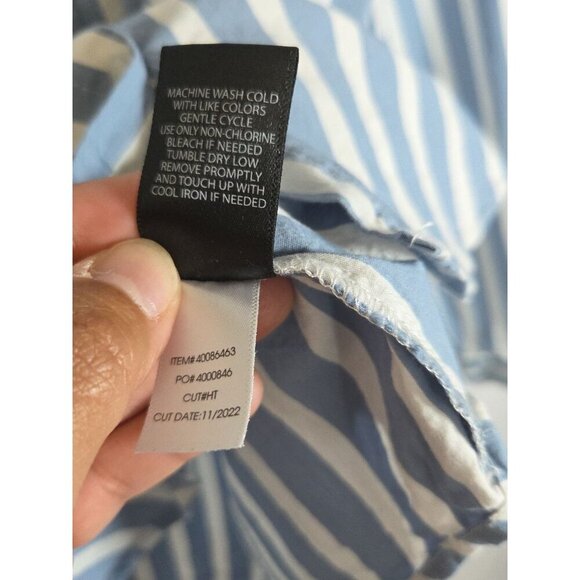 MACHINE WASH COLD
WITH LIKE COLORS
GENTLE CYCLE
USE ONLY NON-CHLORINE
BLEACH IF NEEDED
TUMBLE DRY LOW
REMOVE PROMPTLY
AND TOUCH UP WITH
COOL IRON IF NEEDED
ITEM# 40086463
PO# 4000846
CUT#HT
CUT DATE: 11/2022